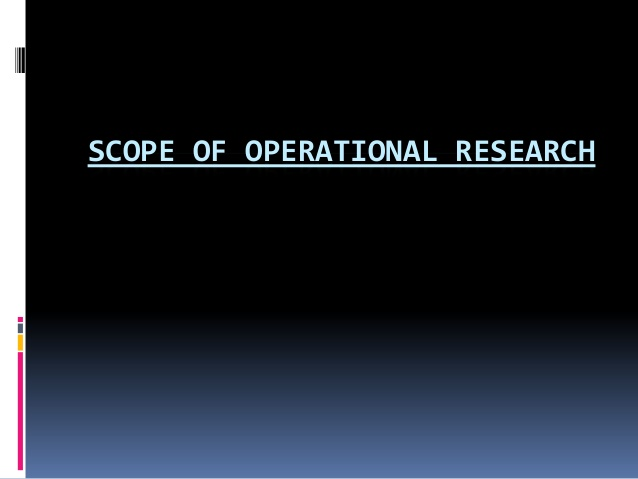 SCOPE OF OPERATIONAL RESEARCH